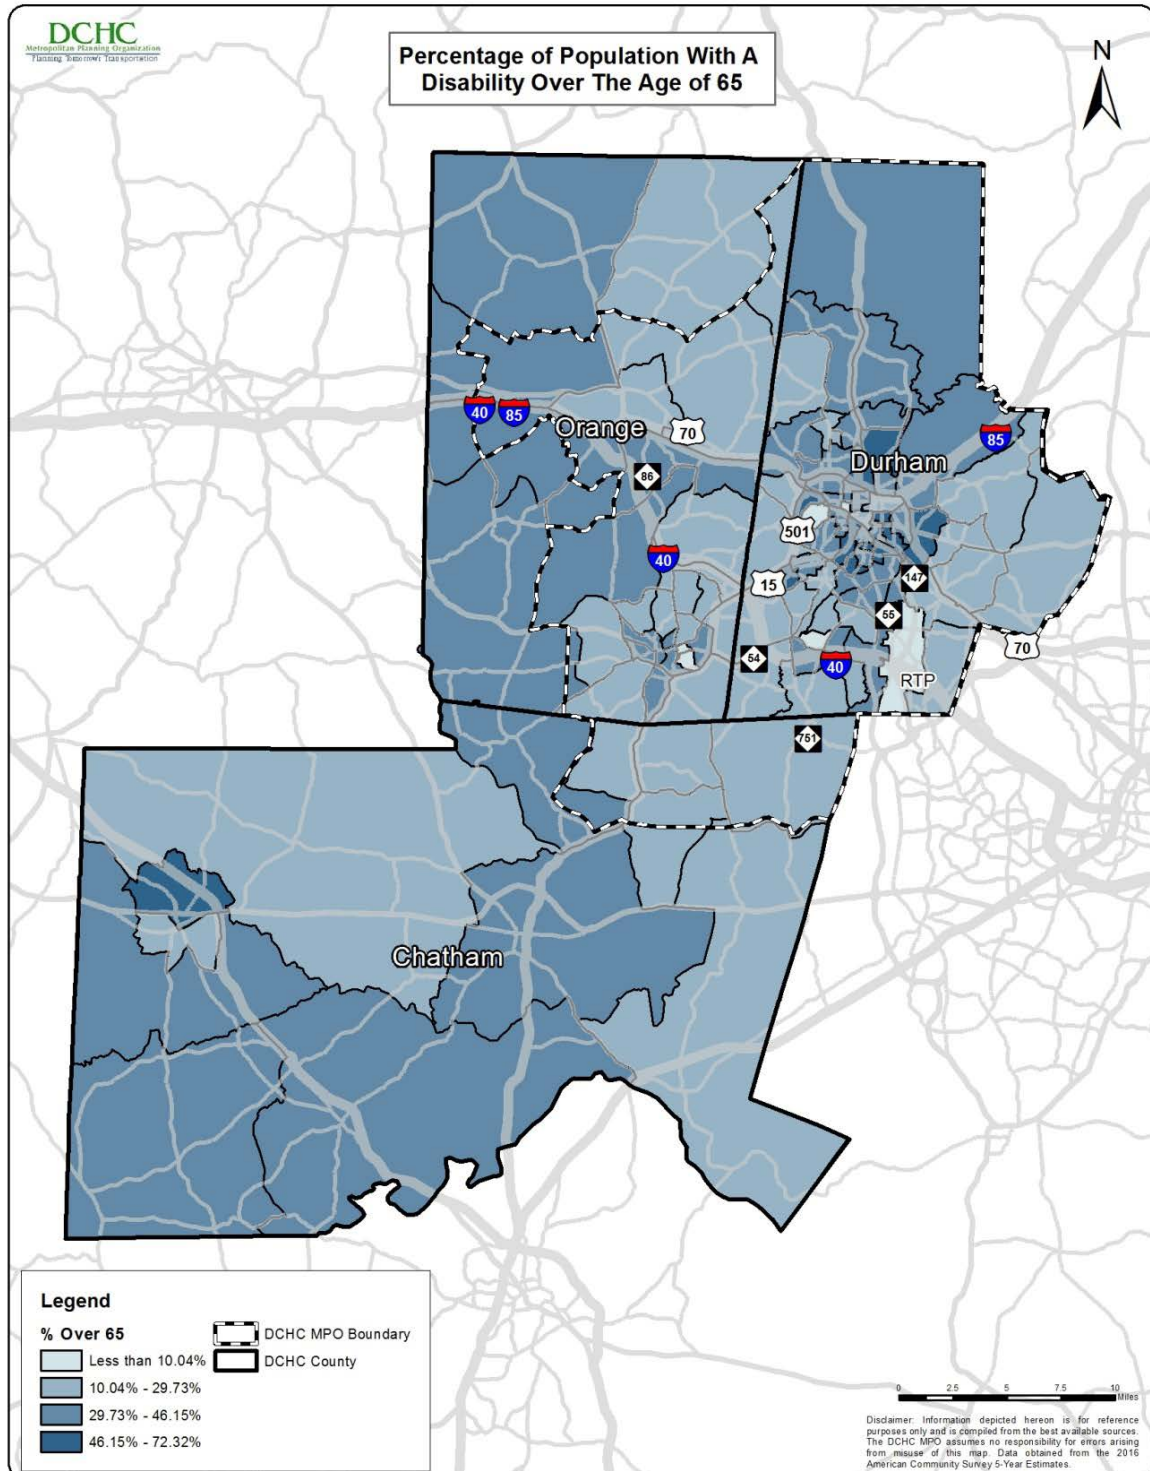 DCHC
Metropolitan Planning Organization
Planning Tomorrow's Transportation
Percentage of Population With A
Disability Over The Age of 65
N
40
85
Orange
70
86
85
Durham
501
40
15
147
55
54
40
70
RTP
751
Chatham
Legend
% Over 65
Less than 10.04%
10.04% - 29.73%
29.73% - 46.15%
46.15% - 72.32%
DCHC MPO Boundary
DCHC County
0 2.5 5 7.5 10
Miles
Disclaimer: Information depicted hereon is for reference
purposes only and is compiled from the best available sources.
The DCHC MPO assumes no responsibility for errors arising
from misuse of this map. Data obtained from the 2016
American Community Survey 5-Year Estimates.